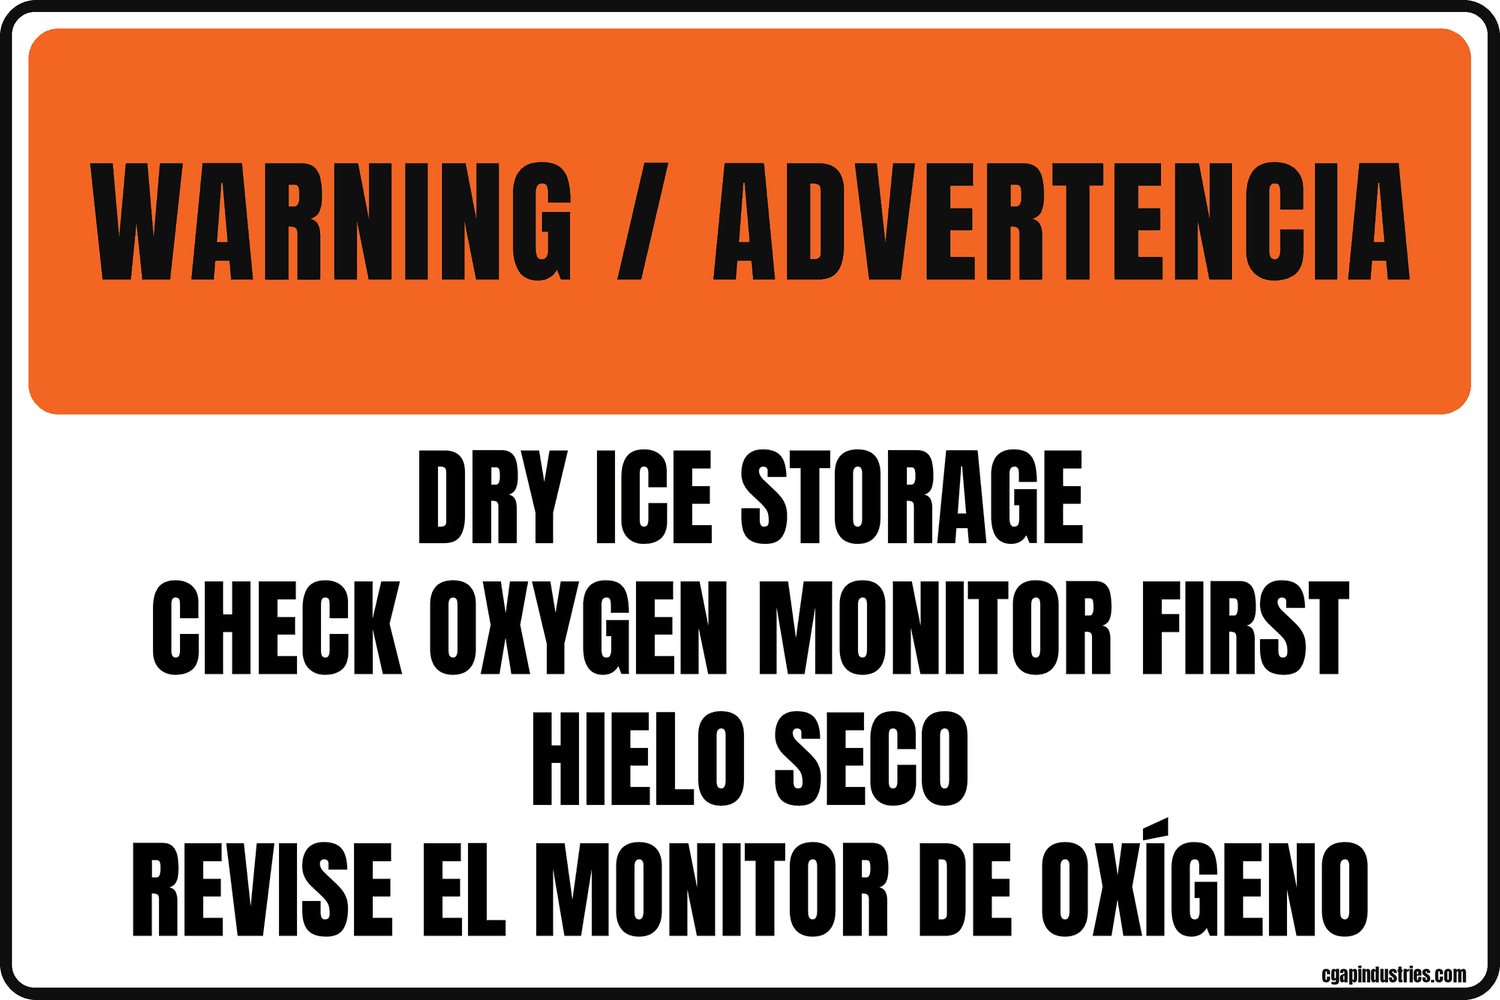 WARNING / ADVERTENCIA
DRY ICE STORAGE
CHECK OXYGEN MONITOR FIRST
HIELO SECO
REVISE EL MONITOR DE OXÍGENO
cgapindustries.com